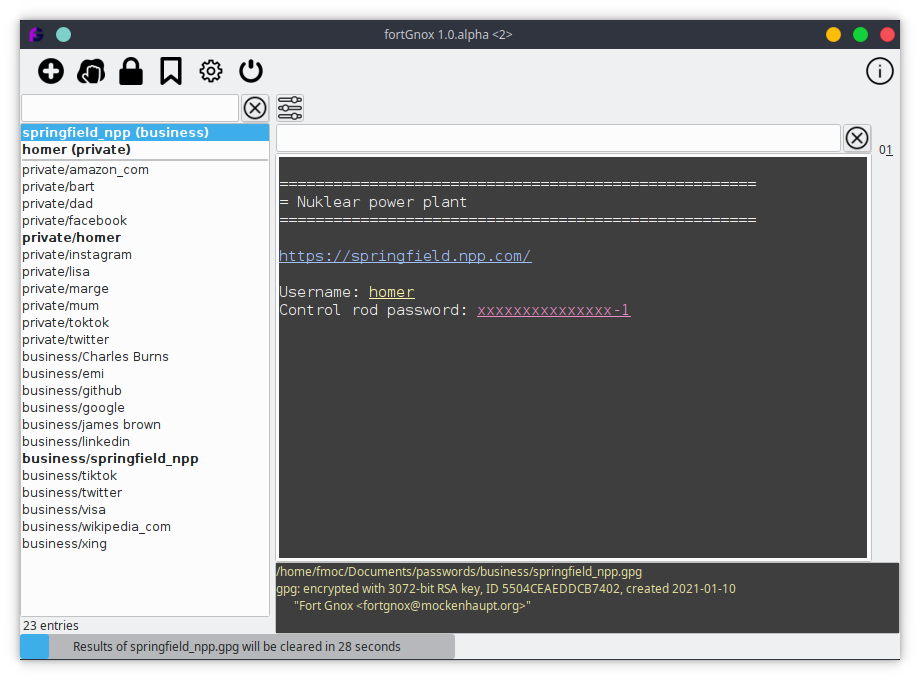 fortGnox 1.0.alpha <2>
springfield_npp (business)
homer (private)
private/amazon_com
private/bart
private/dad
private/facebook
private/homer
private/instagram
private/lisa
private/marge
private/mum
private/toktok
private/twitter
business/Charles Burns
business/emi
business/github
business/google
business/james brown
business/linkedin
business/springfield_npp
business/tiktok
business/twitter
business/visa
business/wikipedia_com
business/xing
23 entries
=====================================================
= Nuklear power plant
=====================================================
https://springfield.npp.com/
Username: homer
Control rod password: xxxxxxxxxxxxxxx-1
01
/home/fmoc/Documents/passwords/business/springfield_npp.gpg
gpg: encrypted with 3072-bit RSA key, ID 5504CEAEDDCB7402, created 2021-01-10
"Fort Gnox <fortgnox@mockenhaupt.org>"
Results of springfield_npp.gpg will be cleared in 28 seconds